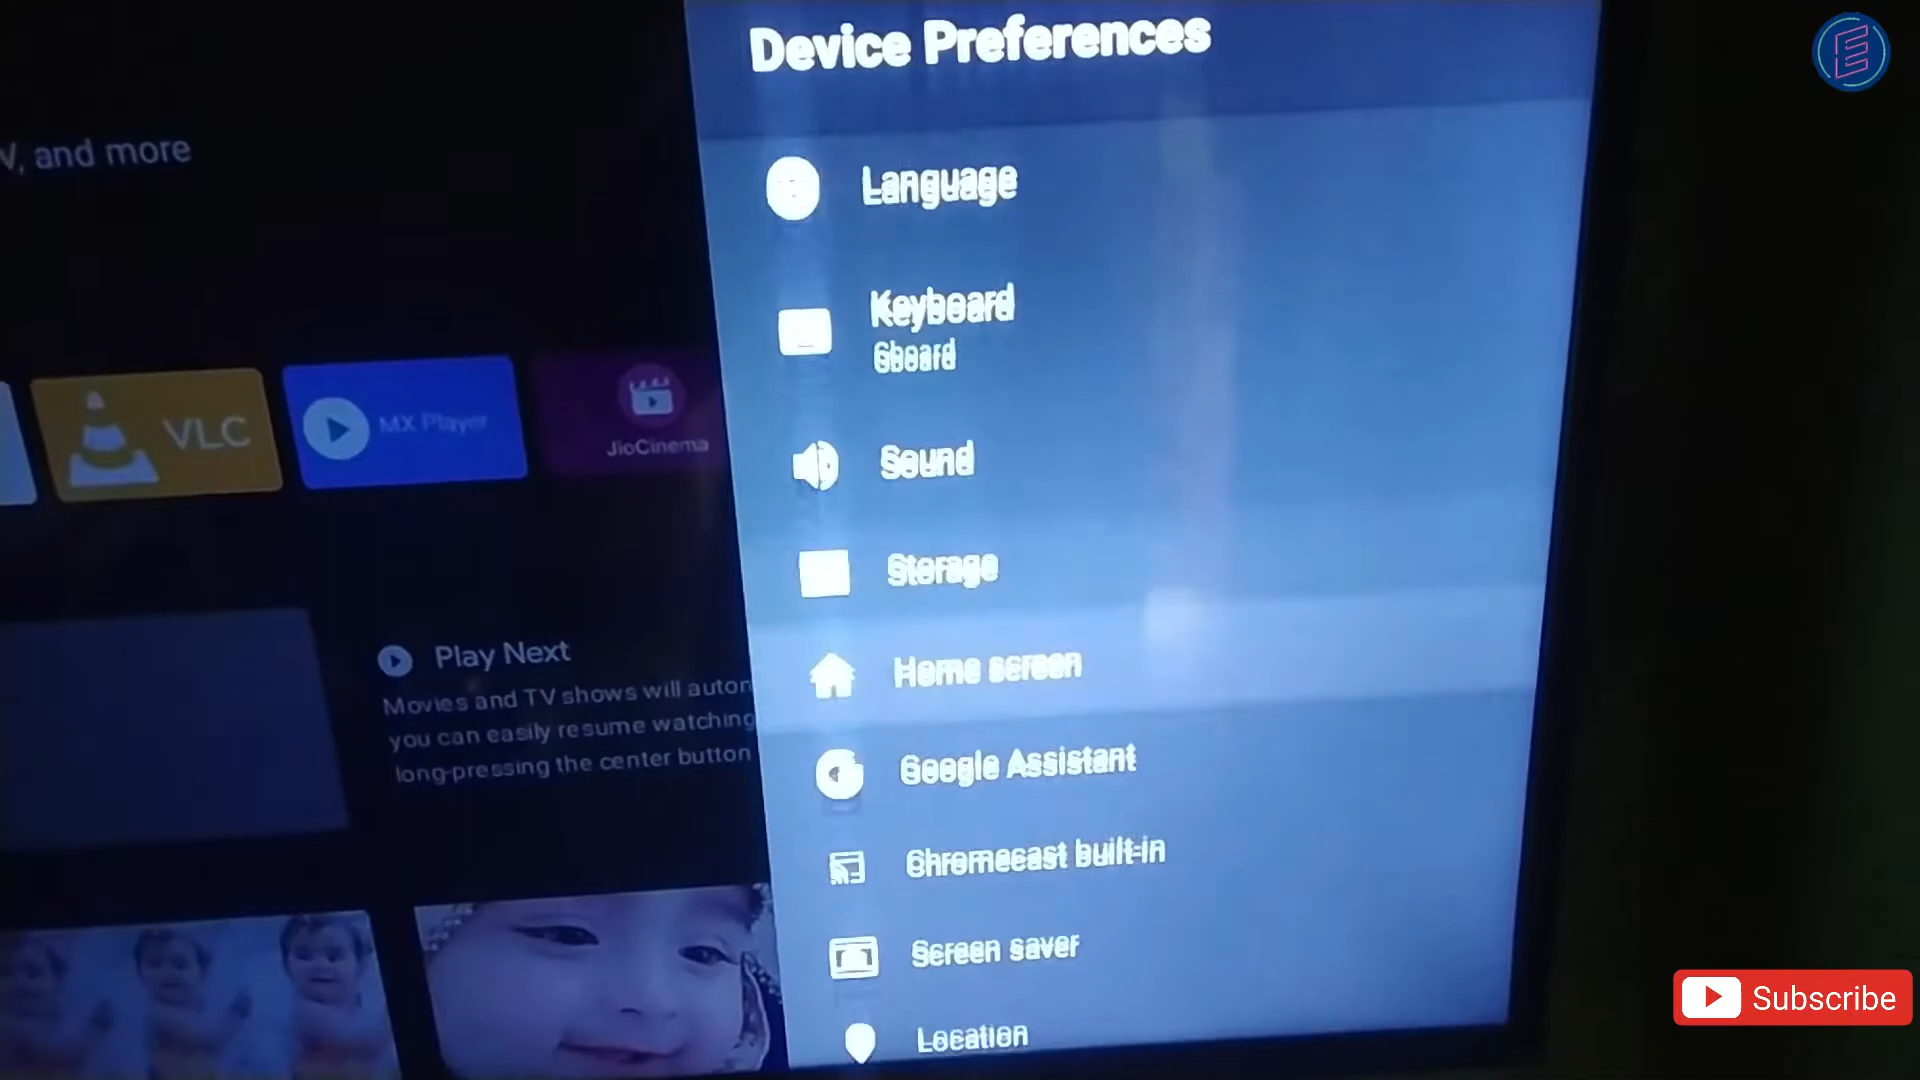 Device Preferences
V, and more
Language
Keyboard
Gboard
VLC
MX Player
JioCinema
Sound
Storage
Play Next
Movies and TV shows will autom
you can easily resume watching
long-pressing the center button
Home screen
Google Assistant
Chromecast built-in
Screen saver
Location
Subscribe